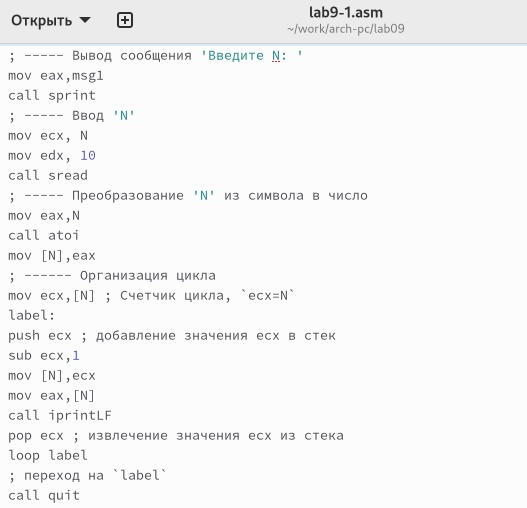 Открыть
lab9-1.asm
~/work/arch-pc/lab09
; ----- Вывод сообщения 'Введите N: '
mov eax,msg1
call sprint
; ----- Ввод 'N'
mov ecx, N
mov edx, 10
call sread
; ----- Преобразование 'N' из символа в число
mov eax,N
call atoi
mov [N],eax
; ------ Организация цикла
mov ecx,[N] ; Счетчик цикла, `ecx=N`
label:
push ecx ; добавление значения ecx в стек
sub ecx,1
mov [N],ecx
mov eax,[N]
call iprintLF
pop ecx ; извлечение значения ecx из стека
loop label
; переход на `label`
call quit